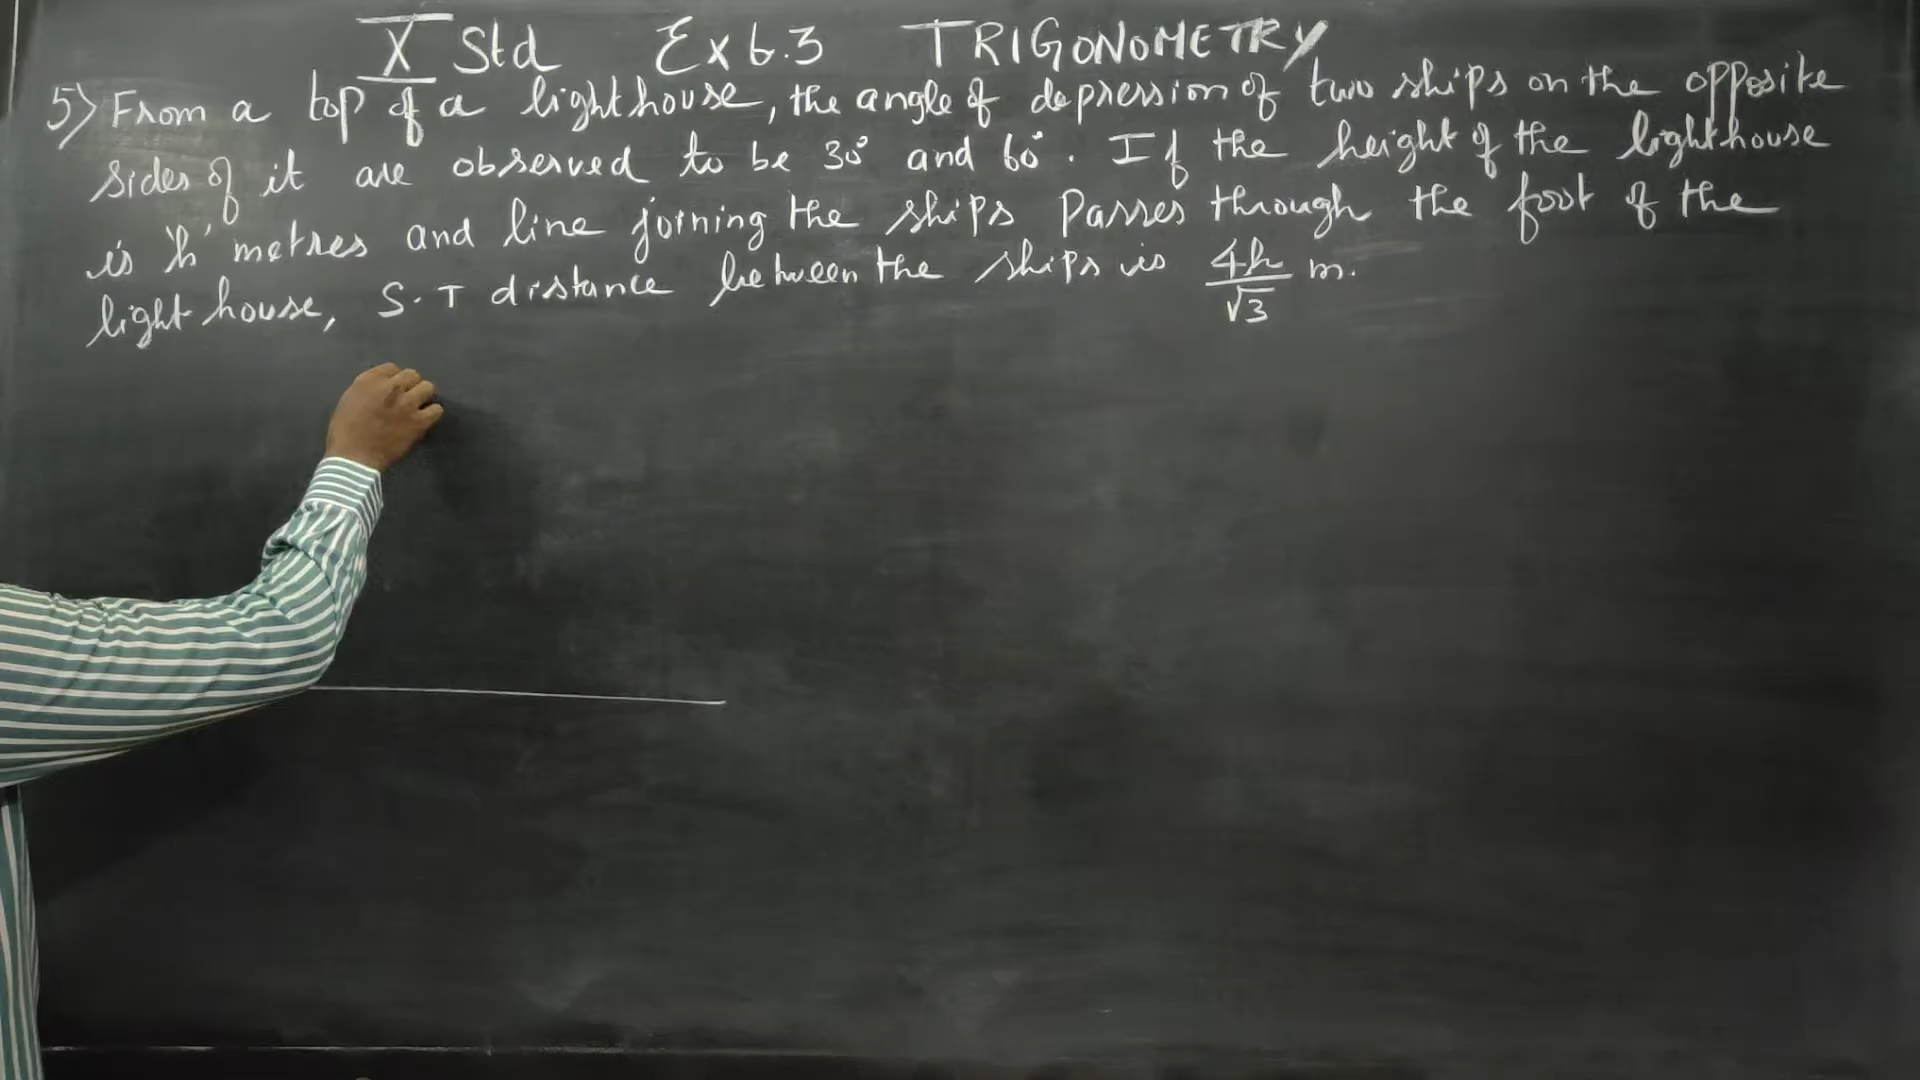 X Std Ex 6.3 TRIGONOMETRY
5) From a top of a lighthouse, the angle of depression of two ships on the opposite
sides of it are observed to be 30° and 60°. If the height of the lighthouse
is 'h' metres and line joining the ships passes through the foot of the
light house, S.T distance between the ships is 4h/√3 m.